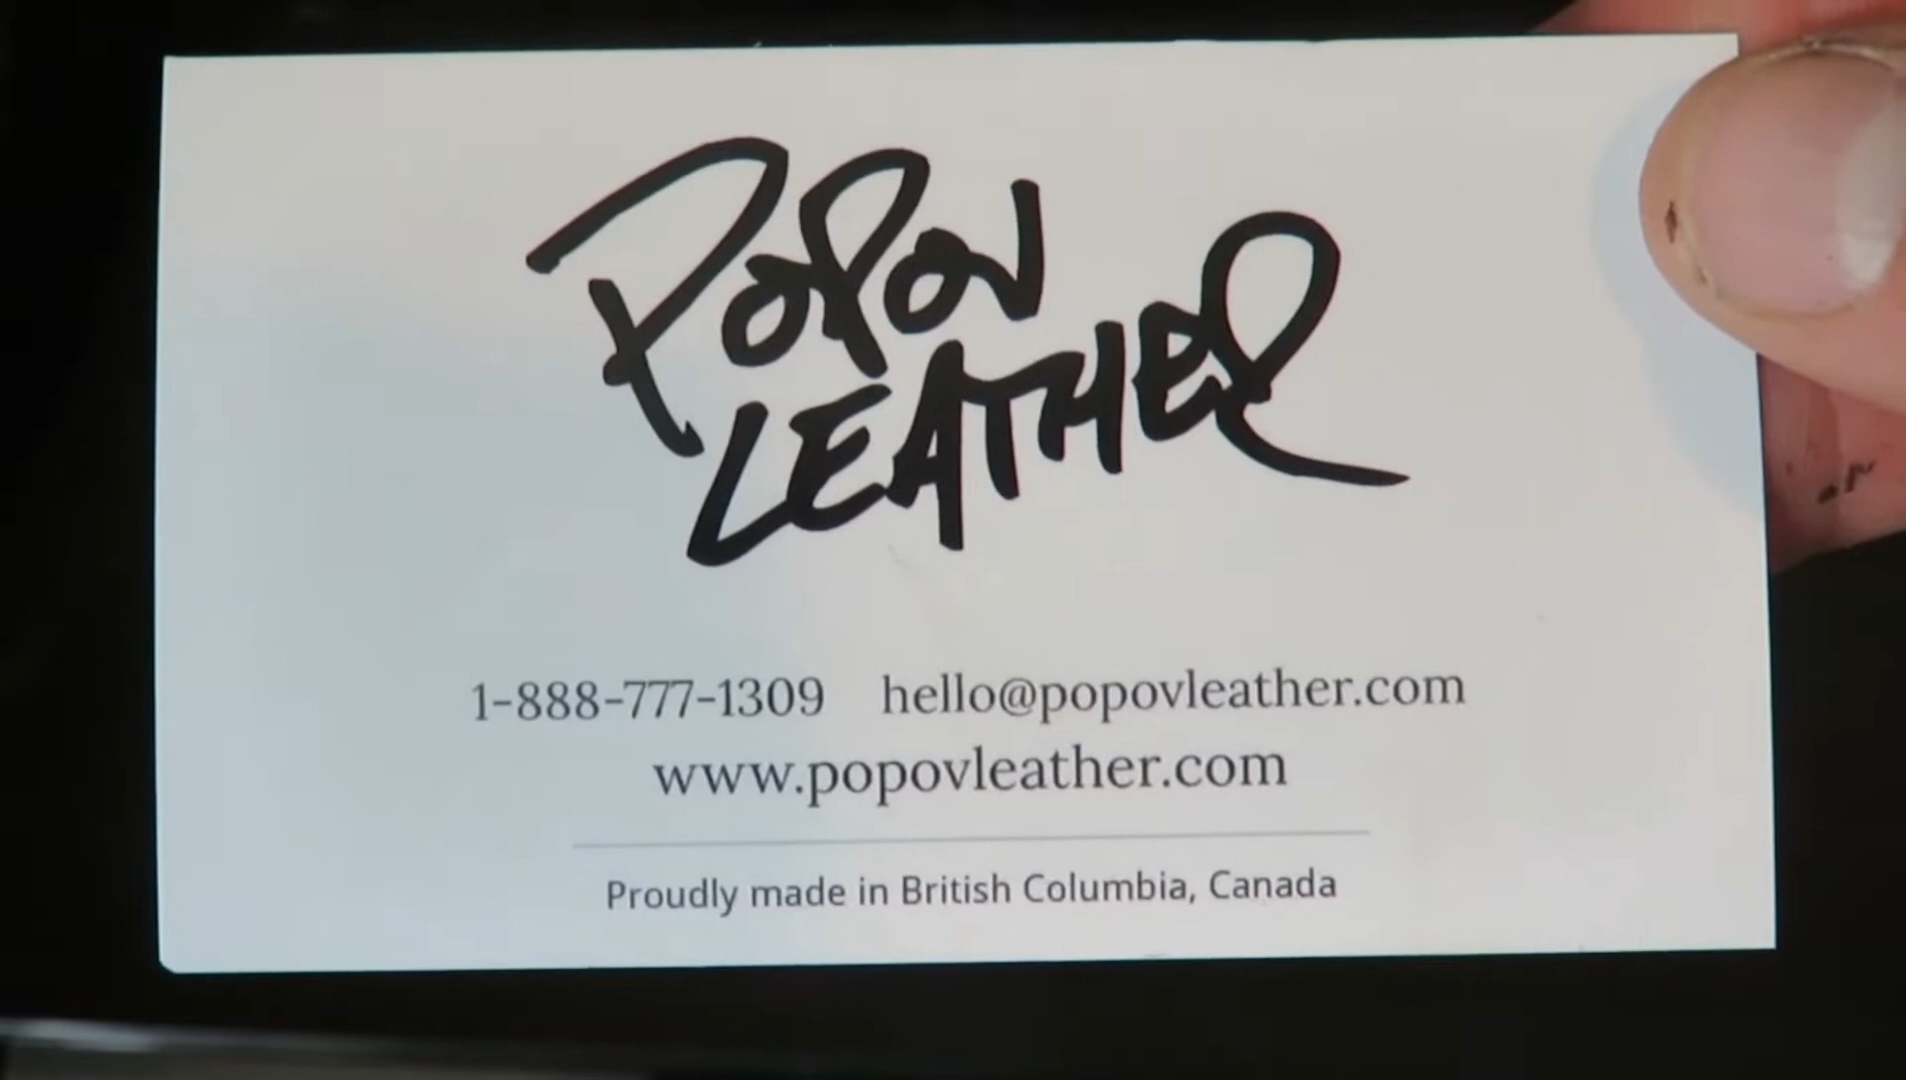 POPOV
LEATHER
1-888-777-1309 hello@popovleather.com
www.popovleather.com
Proudly made in British Columbia, Canada